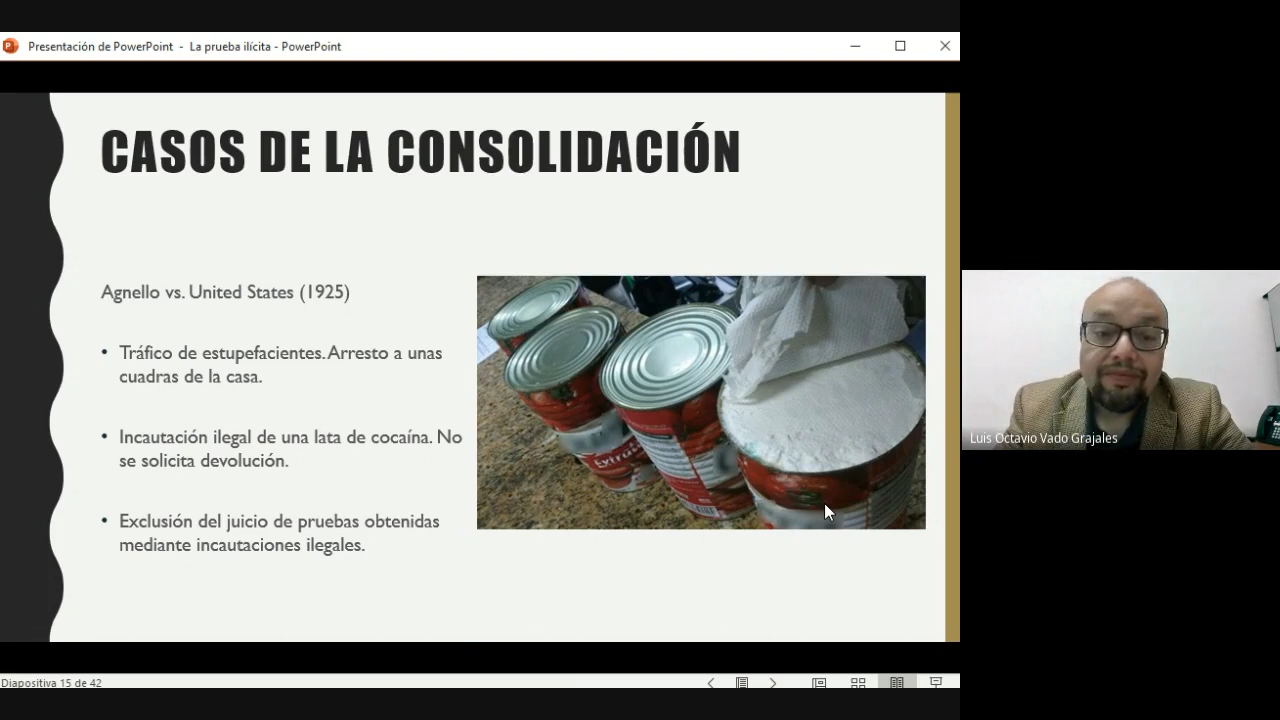 Presentación de PowerPoint - La prueba ilícita - PowerPoint
CASOS DE LA CONSOLIDACIÓN
Agnello vs. United States (1925)
• Tráfico de estupefacientes. Arresto a unas
cuadras de la casa.
• Incautación ilegal de una lata de cocaína. No
se solicita devolución.
• Exclusión del juicio de pruebas obtenidas
mediante incautaciones ilegales.
Luis Octavio Vado Grajales
Diapositiva 15 de 42